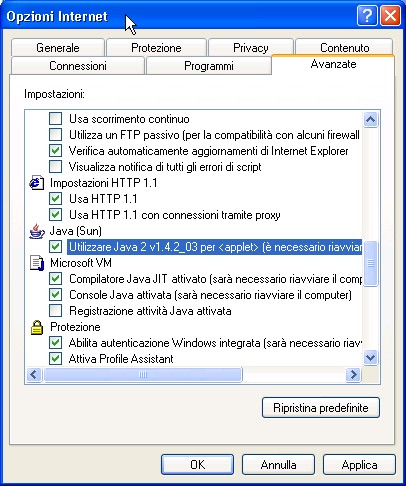 Opzioni Internet
Generale Protezione Privacy Contenuto
Connessioni Programmi Avanzate
Impostazioni:
Usa scorrimento continuo
Utilizza un FTP passivo (per la compatibilità con alcuni firewall
Verifica automaticamente aggiornamenti di Internet Explorer
Visualizza notifica di tutti gli errori di script
Impostazioni HTTP 1.1
Usa HTTP 1.1
Usa HTTP 1.1 con connessioni tramite proxy
Java (Sun)
Utilizzare Java 2 v1.4.2_03 per <applet> (è necessario riavviar
Microsoft VM
Compilatore Java JIT attivato (sarà necessario riavviare il comp
Console Java attivata (sarà necessario riavviare il computer)
Registrazione attività Java attivata
Protezione
Abilita autenticazione Windows integrata (sarà necessario riavv
Attiva Profile Assistant
Ripristina predefinite
OK Annulla Applica